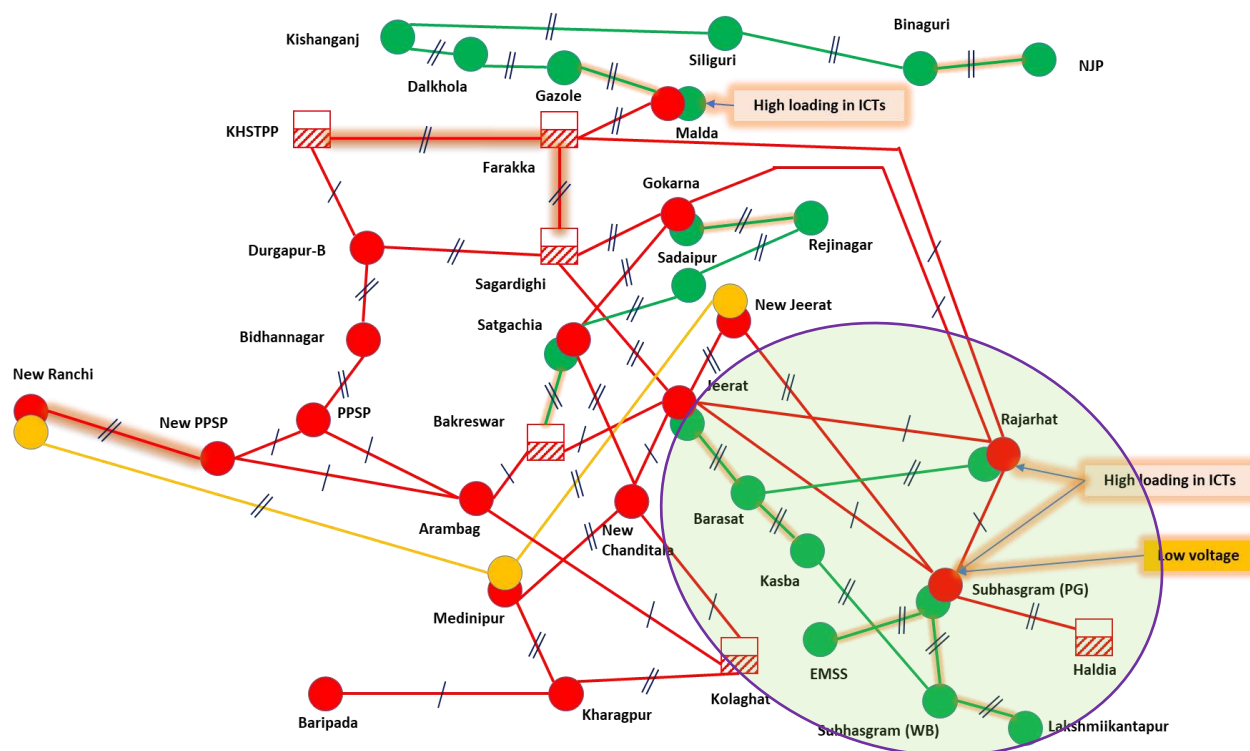 Binaguri
Kishanganj
Siliguri
NJP
Dalkhola
Gazole
High loading in ICTs
KHSTPP
Malda
Farakka
Gokarna
Durgapur-B
Rejinagar
Sadaipur
Sagardighi
New Jeerat
Satgachia
Bidhannagar
New Ranchi
Jeerat
PPSP
New PPSP
Bakreswar
Rajarhat
High loading in ICTs
Barasat
Arambag
New
Chanditala
Low voltage
Kasba
Subhasgram (PG)
Medinipur
EMSS
Haldia
Kolaghat
Kharagpur
Baripada
Subhasgram (WB)
Lakshmiikantapur